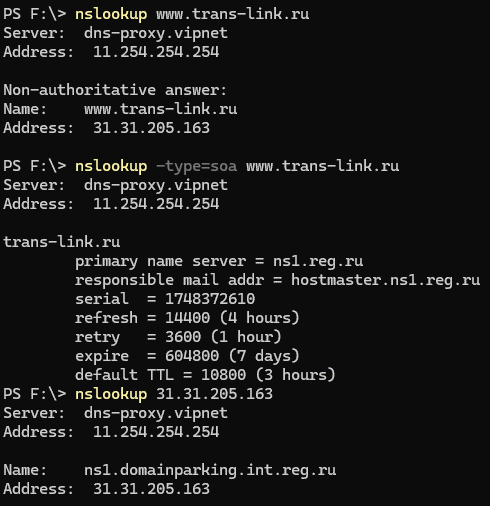 PS F:\> nslookup www.trans-link.ru
Server:  dns-proxy.vipnet
Address:  11.254.254.254

Non-authoritative answer:
Name:    www.trans-link.ru
Address:  31.31.205.163

PS F:\> nslookup -type=soa www.trans-link.ru
Server:  dns-proxy.vipnet
Address:  11.254.254.254

trans-link.ru
        primary name server = ns1.reg.ru
        responsible mail addr = hostmaster.ns1.reg.ru
        serial  = 1748372610
        refresh = 14400 (4 hours)
        retry   = 3600 (1 hour)
        expire  = 604800 (7 days)
        default TTL = 10800 (3 hours)
PS F:\> nslookup 31.31.205.163
Server:  dns-proxy.vipnet
Address:  11.254.254.254

Name:    ns1.domainparking.int.reg.ru
Address:  31.31.205.163